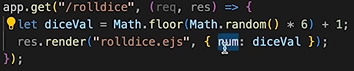 app.get("/rolldice", (req, res) => {
let diceVal = Math.floor(Math.random() * 6) + 1;
res.render("rolldice.ejs", { num: diceVal });
});